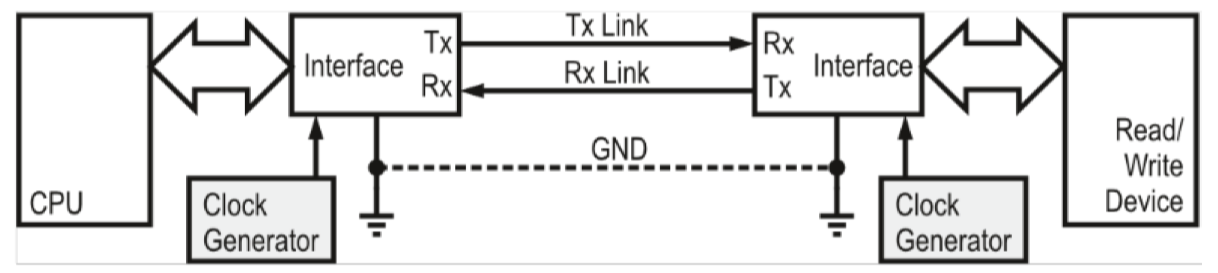 CPU
Interface
Tx
Rx
Clock
Generator
Tx Link
Rx Link
GND
Rx
Tx
Interface
Clock
Generator
Read/
Write
Device